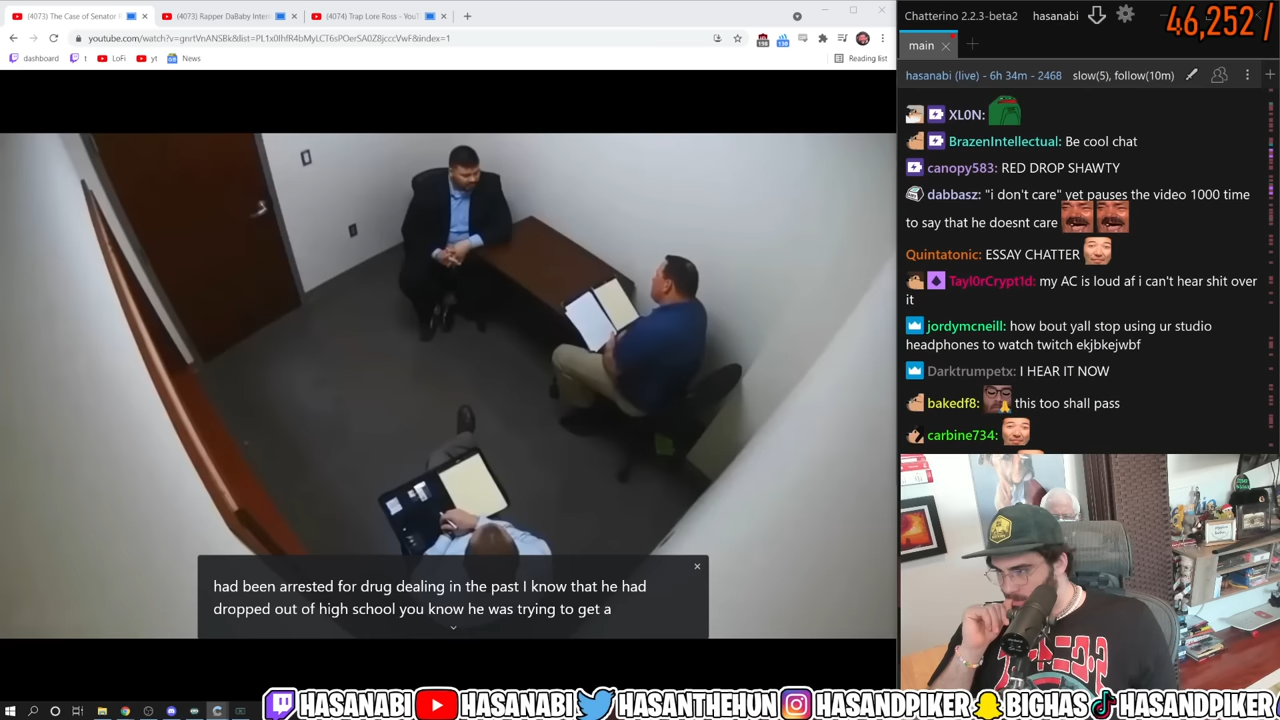 (4073) The Case of Senator
(4073) Rapper DaBaby Inter
(4074) Trap Lore Ross - You
youtube.com/watch?v=gnrtVnANSBk&list=PL1x0IhfR4bMyLCT6sPOerSA0Z8jcccVwF&index=1
dashboard
t
LoFi
yt
News
Reading list
had been arrested for drug dealing in the past I know that he had
dropped out of high school you know he was trying to get a
Chatterino 2.2.3-beta2
hasanabi
46,252 /
main
hasanabi (live) - 6h 34m - 2468
slow(5), follow(10m)
XL0N:
BrazenIntellectual: Be cool chat
canopy583: RED DROP SHAWTY
dabbasz: "i don't care" yet pauses the video 1000 time
to say that he doesnt care
Quintatonic: ESSAY CHATTER
Tayl0rCrypt1d: my AC is loud af i can't hear shit over
it
jordymcneill: how bout yall stop using ur studio
headphones to watch twitch ekjbkejwbf
Darktrumpetx: I HEAR IT NOW
bakedf8: this too shall pass
carbine734:
HASANABI
HASANABI
HASANTHEHUN
HASANDPIKER
BIGHAS
HASANDPIKER